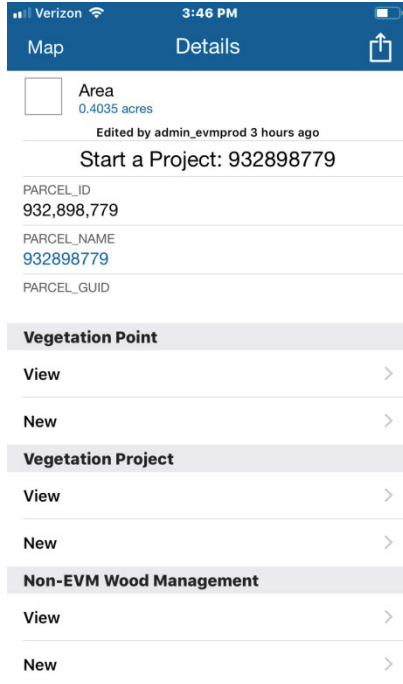 Verizon 3:46 PM
Map Details
Area
0.4035 acres
Edited by admin_evmprod 3 hours ago
Start a Project: 932898779
PARCEL_ID
932,898,779
PARCEL_NAME
932898779
PARCEL_GUID
Vegetation Point
View
New
Vegetation Project
View
New
Non-EVM Wood Management
View
New